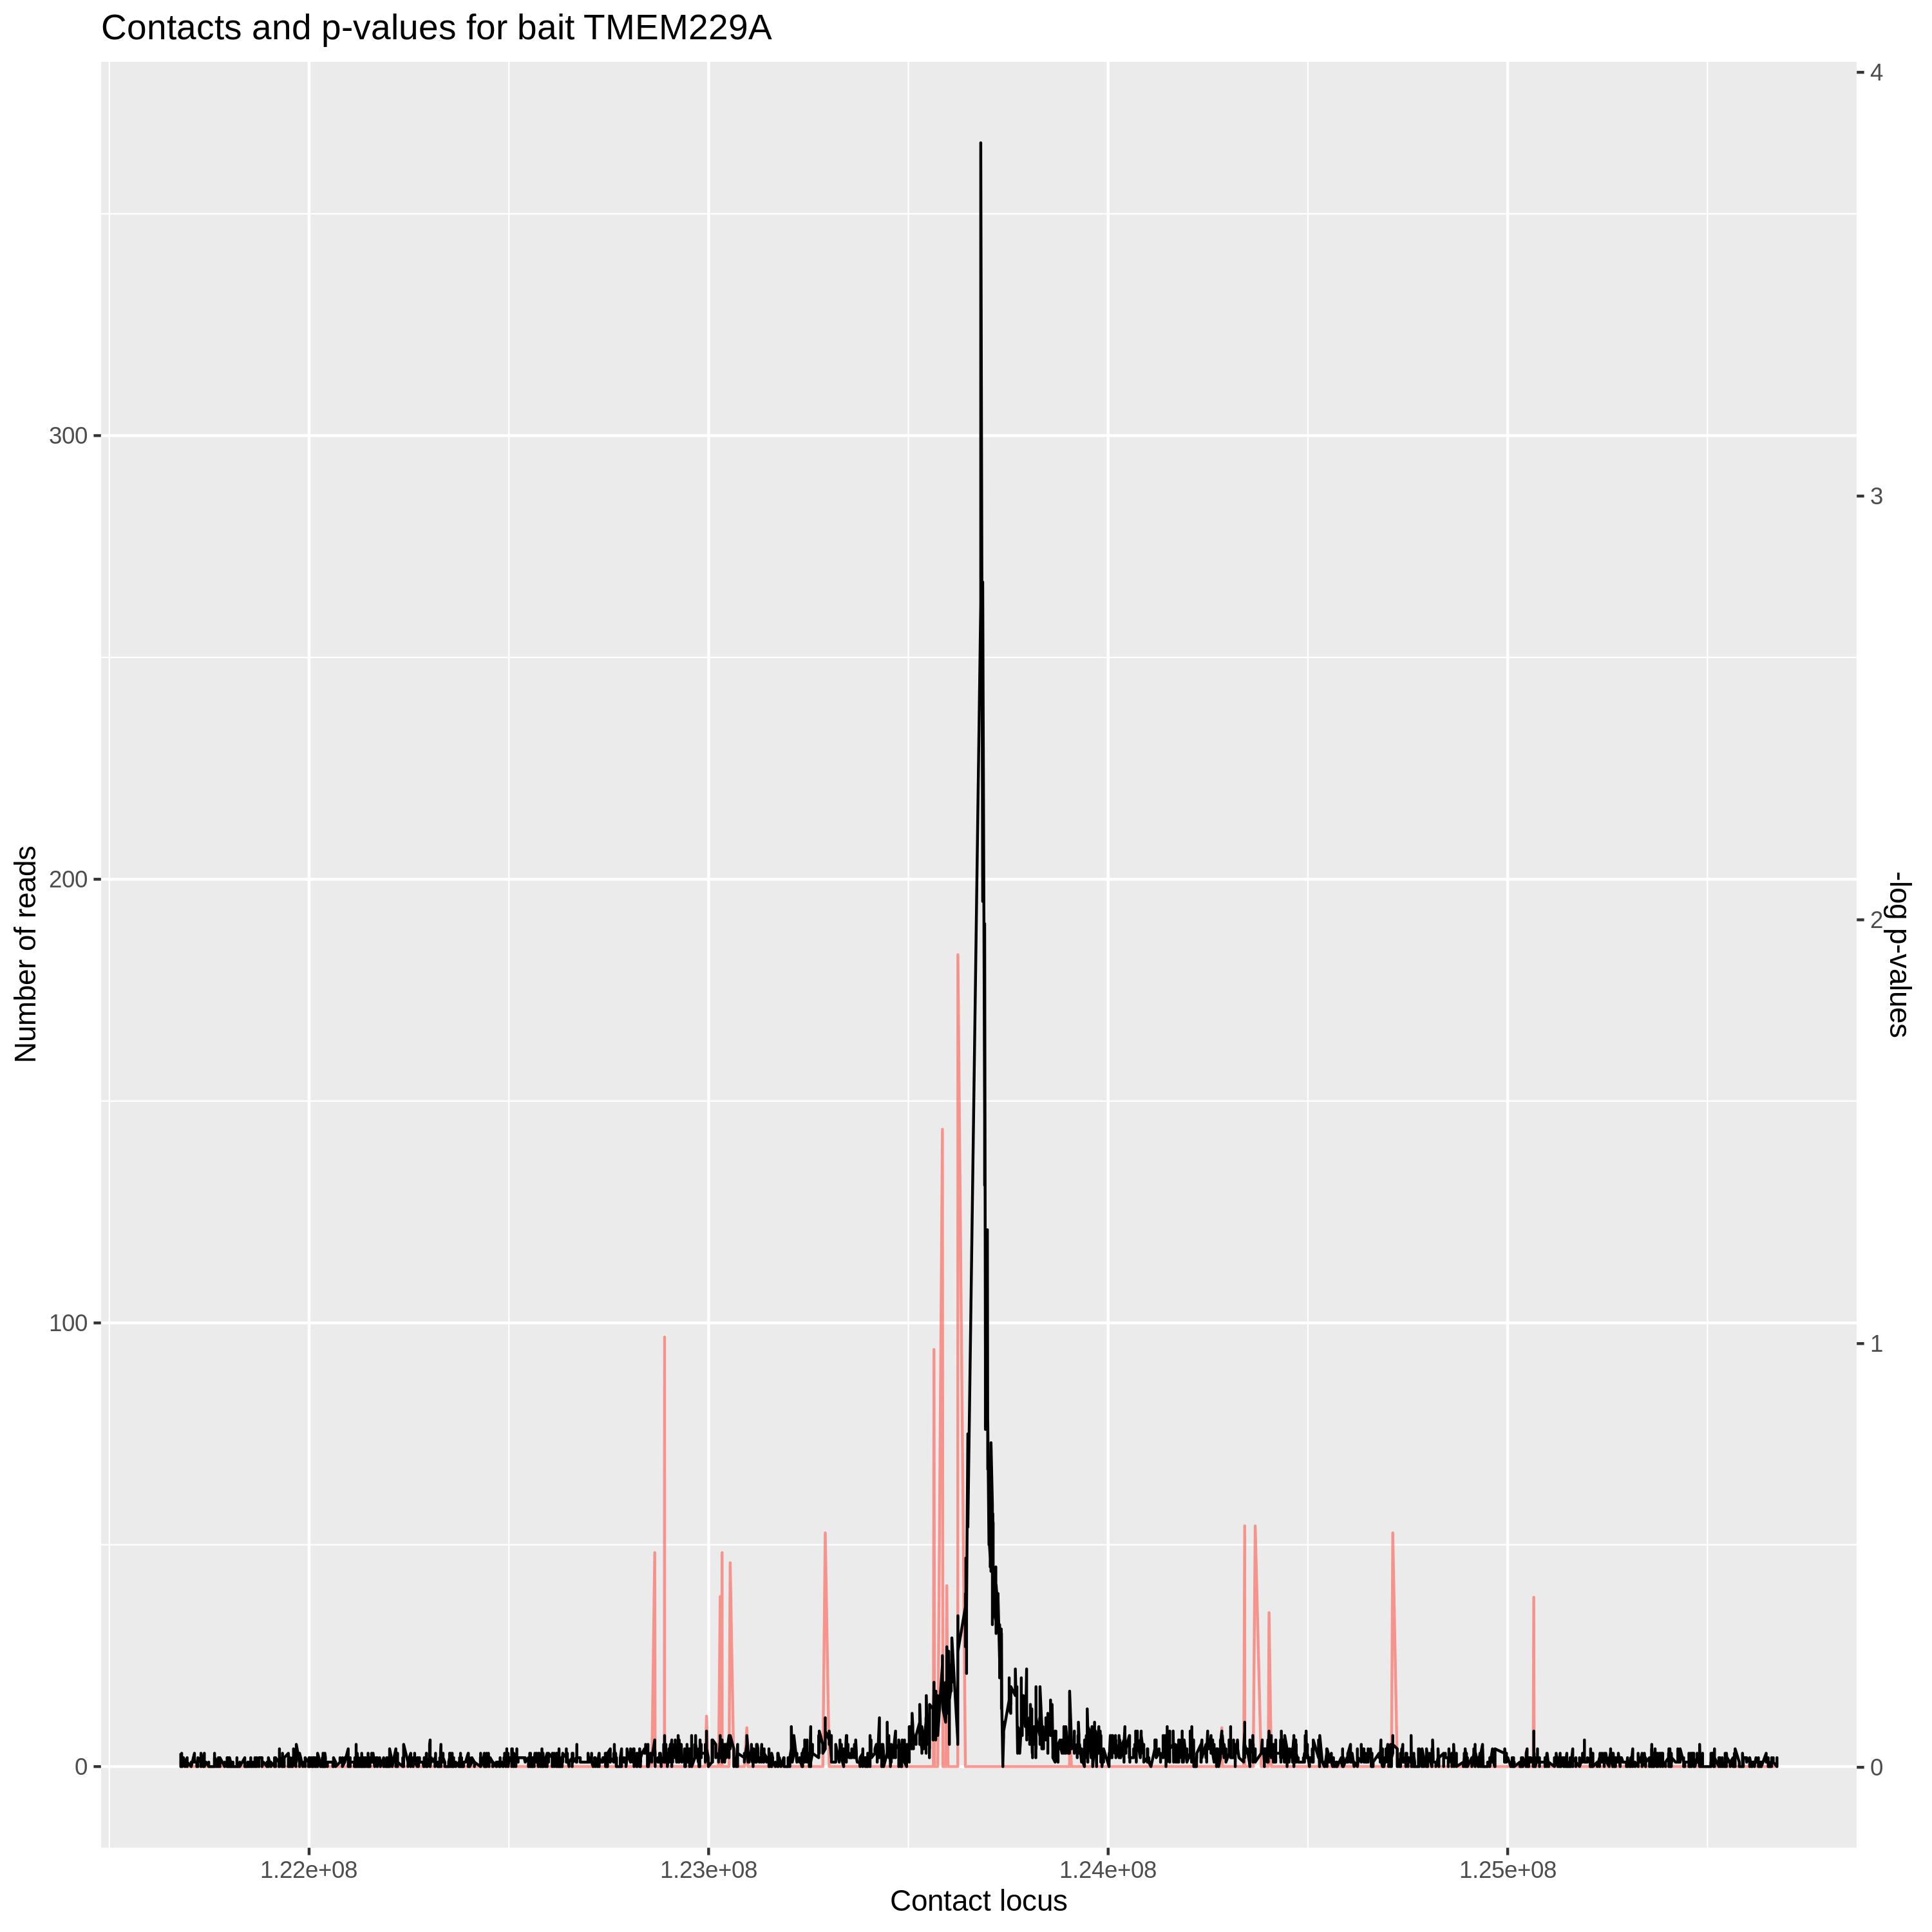 Contacts and p-values for bait TMEM229A
Number of reads
300
200
100
0
4
3
2
1
0
-log p-values
1.22e+08
1.23e+08
1.24e+08
1.25e+08
Contact locus